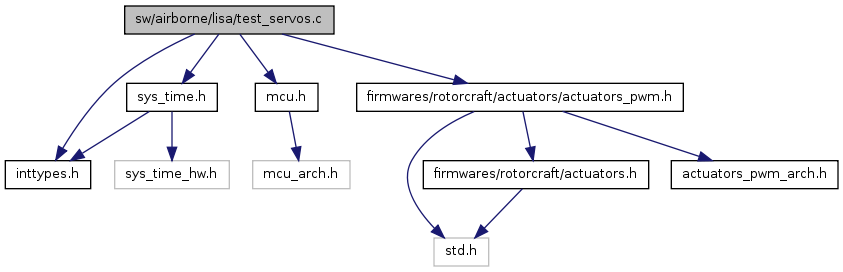 sw/airborne/lisa/test_servos.c
sys_time.h
mcu.h
firmwares/rotorcraft/actuators/actuators_pwm.h
inttypes.h
sys_time_hw.h
mcu_arch.h
firmwares/rotorcraft/actuators.h
actuators_pwm_arch.h
std.h